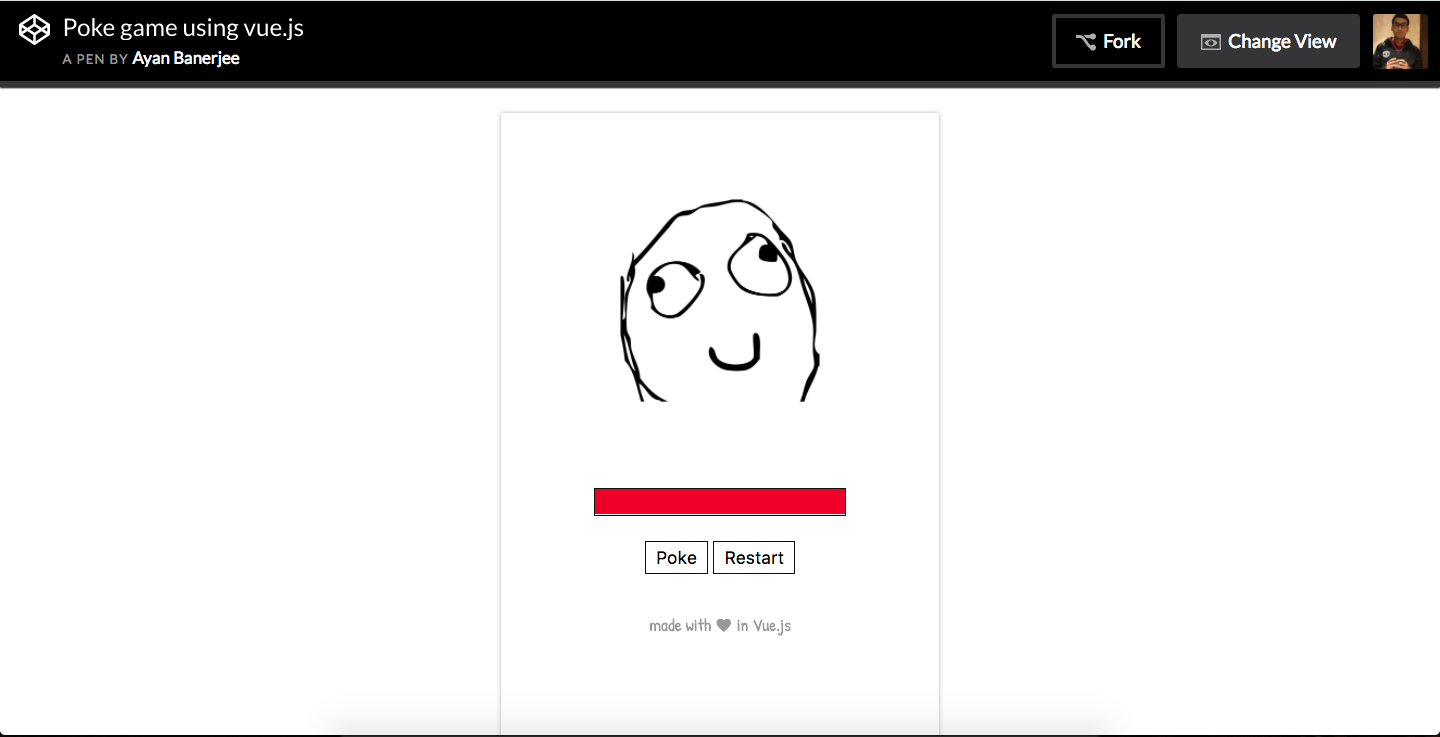 Poke game using vue.js
A PEN BY Ayan Banerjee
Fork
Change View
Poke
Restart
made with ♥ in Vue.js